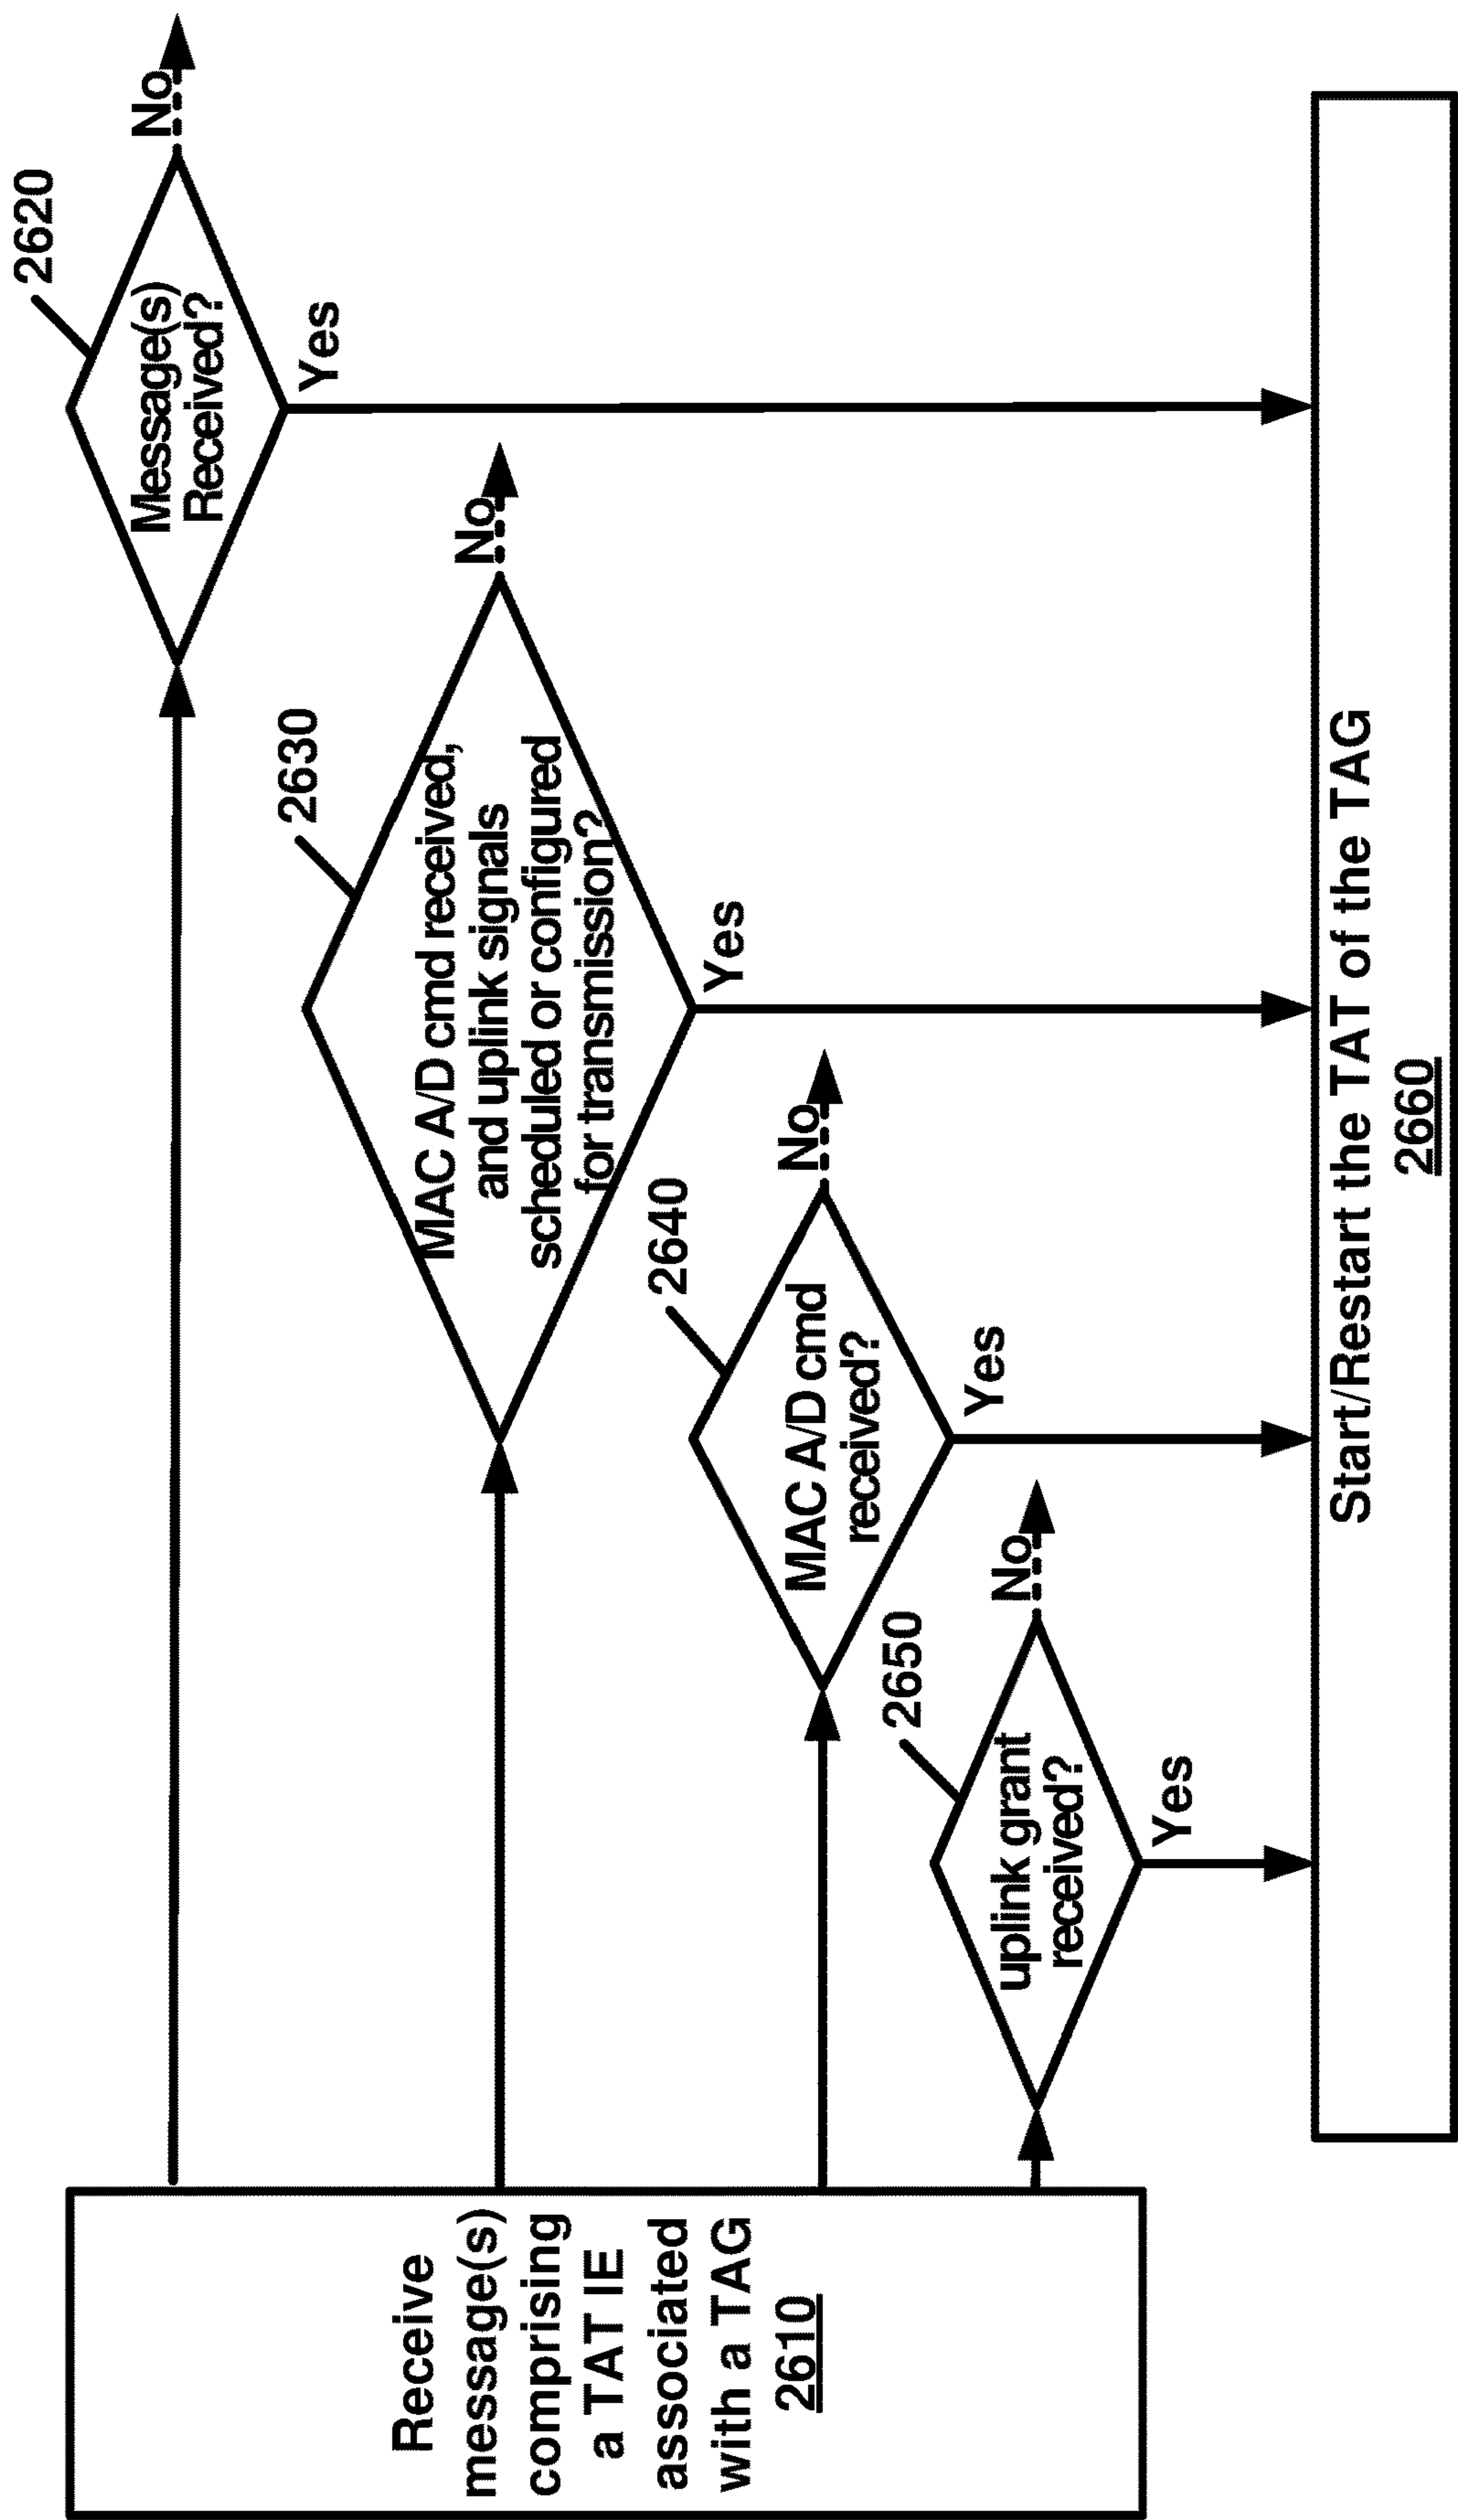 Receive
message(s)
comprising
a TAT IE
associated
with a TAG
2610
2620
Message(s)
Received?
No
Yes
2630
MAC A/D cmd received,
and uplink signals
scheduled or configured
for transmission?
No
Yes
2640
MAC A/D cmd
received?
No
Yes
2650
uplink grant
received?
No
Yes
Start/Restart the TAT of the TAG
2660